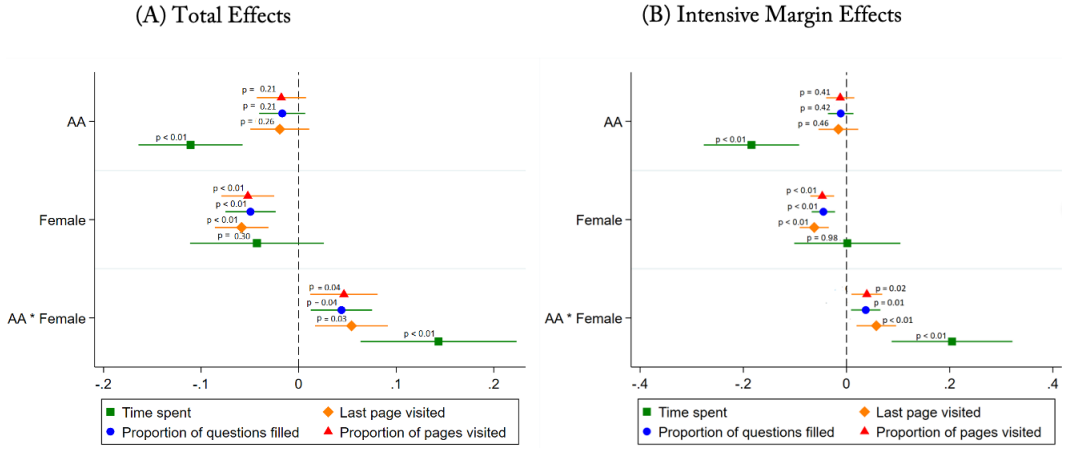 (A) Total Effects
AA
p = 0.21
p = 0.21
p = 0.26
p < 0.01
Female
p < 0.01
p < 0.01
p < 0.01
p = 0.30
AA * Female
p = 0.04
p = 0.04
p = 0.03
p < 0.01
-.2 -.1 0 .1 .2
Time spent Last page visited
Proportion of questions filled Proportion of pages visited
(B) Intensive Margin Effects
AA
p = 0.41
p = 0.42
p = 0.46
p < 0.01
Female
p < 0.01
p < 0.01
p < 0.01
p = 0.98
AA * Female
p = 0.02
p = 0.01
p < 0.01
p < 0.01
-.4 -.2 0 .2 .4
Time spent Last page visited
Proportion of questions filled Proportion of pages visited